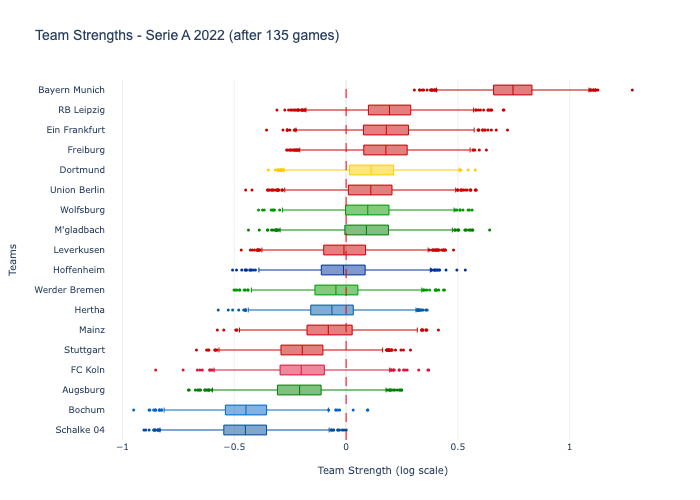 Team Strengths - Serie A 2022 (after 135 games)
Bayern Munich
RB Leipzig
Ein Frankfurt
Freiburg
Dortmund
Union Berlin
Wolfsburg
M'gladbach
Leverkusen
Hoffenheim
Werder Bremen
Hertha
Mainz
Stuttgart
FC Koln
Augsburg
Bochum
Schalke 04
Teams
−1 −0.5 0 0.5 1
Team Strength (log scale)